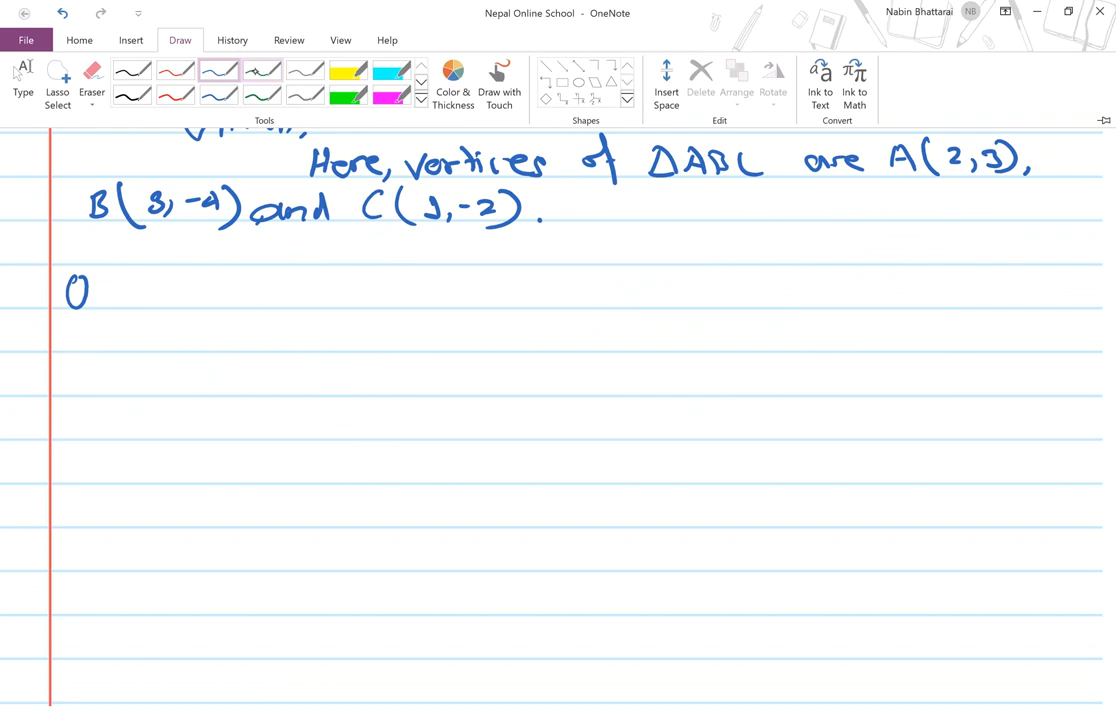 Nepal Online School - OneNote
Nabin Bhattarai NB
File Home Insert Draw History Review View Help
Type
Lasso Select
Eraser
Color & Thickness
Draw with Touch
Insert Space
Delete
Arrange
Rotate
Ink to Text
Ink to Math
Tools Shapes Edit Convert
Here, vertices of ΔABC are A(2,3),
B(3,-4) and C(1,-2).
O